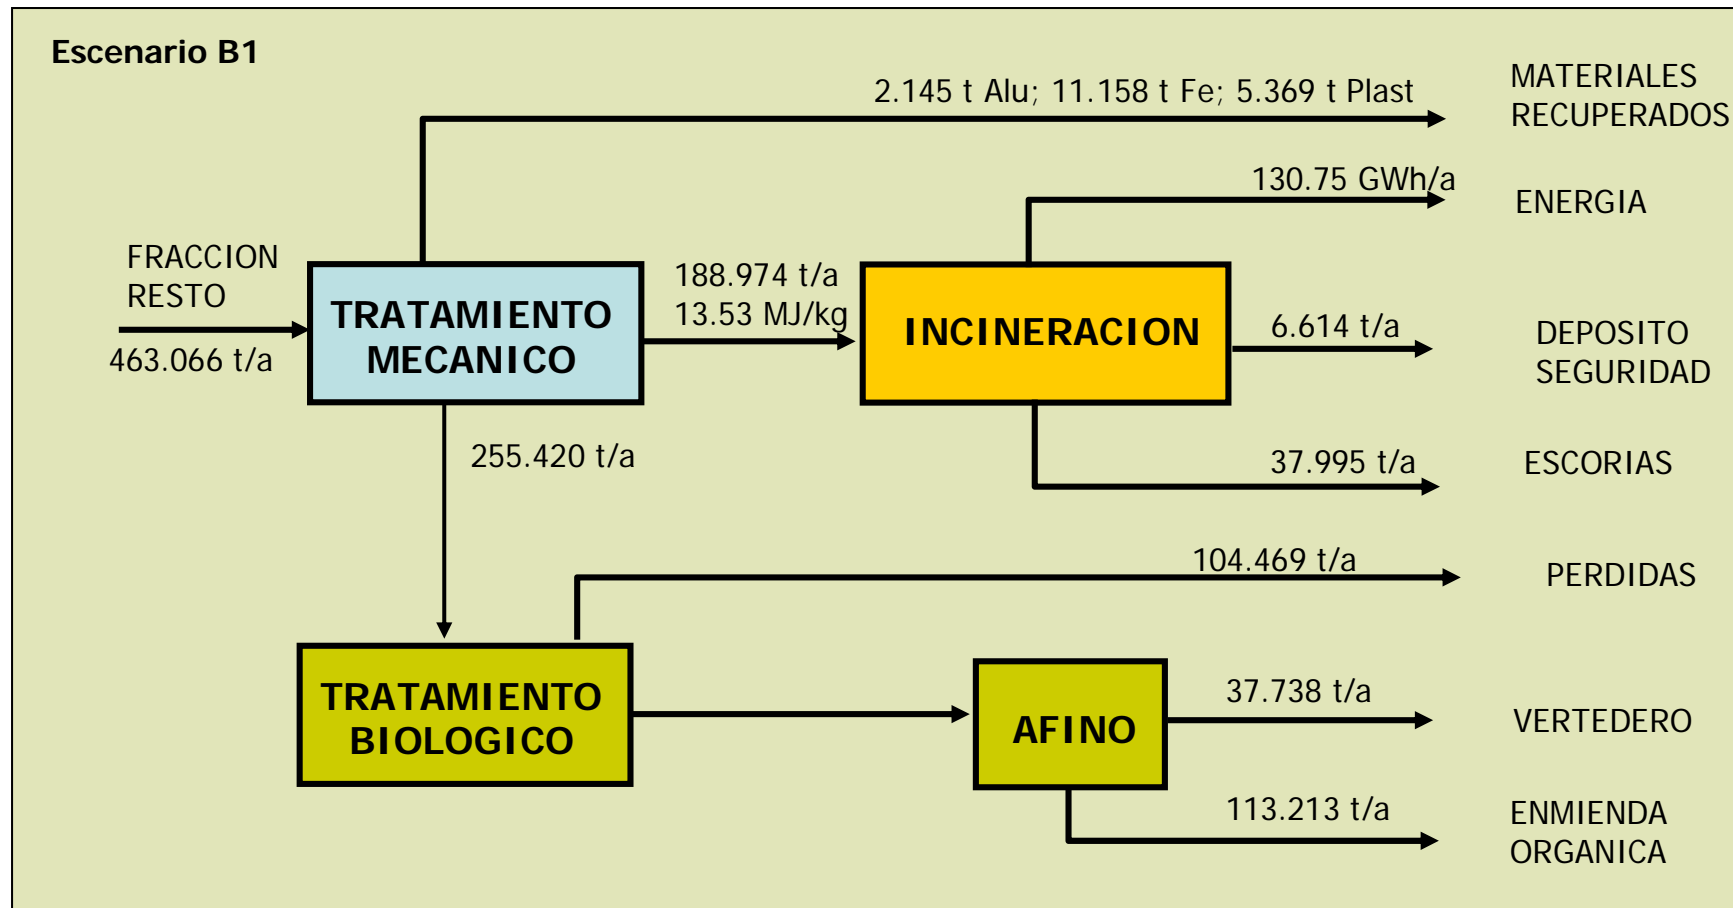 Escenario B1
2.145 t Alu; 11.158 t Fe; 5.369 t Plast
MATERIALES
RECUPERADOS
130.75 GWh/a
ENERGIA
FRACCION
RESTO
463.066 t/a
TRATAMIENTO
MECANICO
188.974 t/a
13.53 MJ/kg
INCINERACION
6.614 t/a
DEPOSITO
SEGURIDAD
255.420 t/a
37.995 t/a
ESCORIAS
104.469 t/a
PERDIDAS
TRATAMIENTO
BIOLOGICO
AFINO
37.738 t/a
VERTEDERO
113.213 t/a
ENMIENDA
ORGANICA